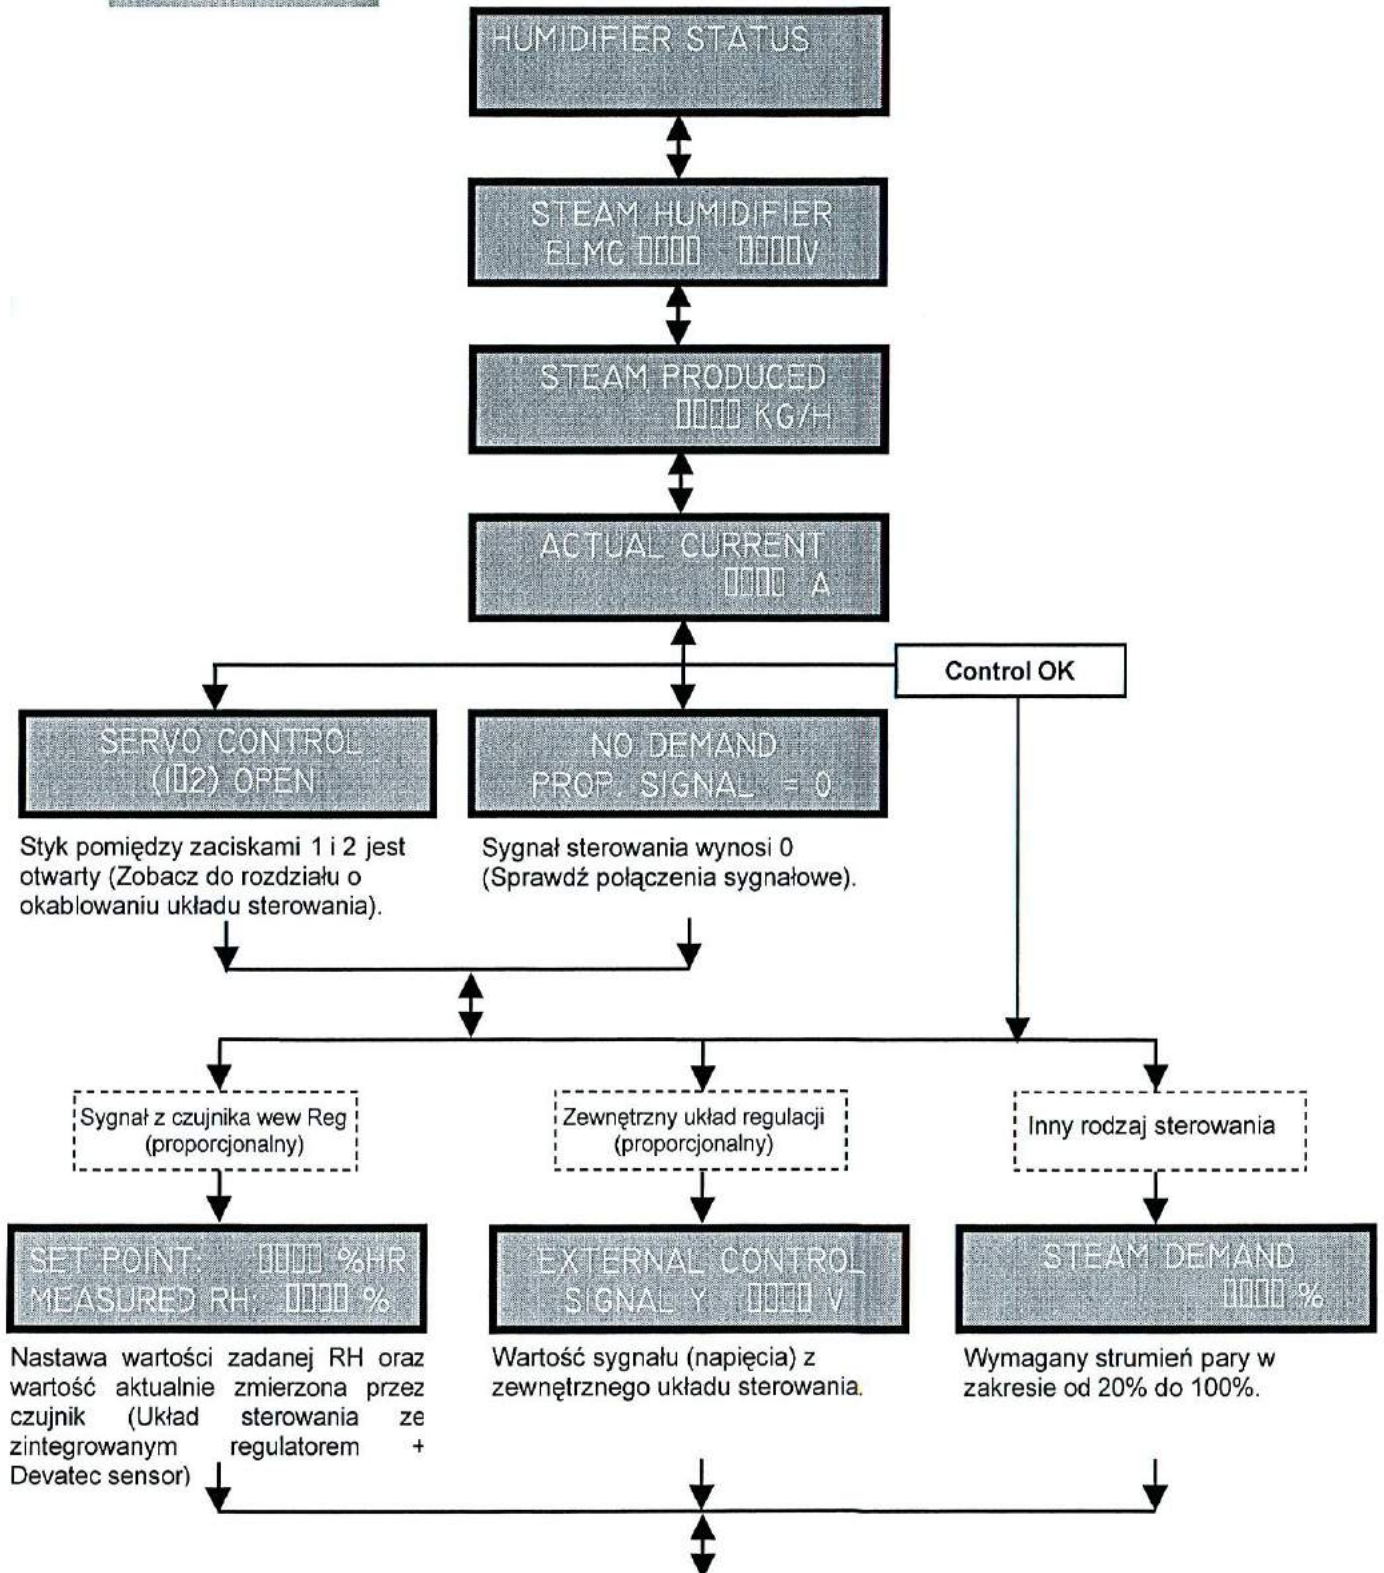 HUMIDIFIER STATUS
STEAM HUMIDIFIER
ELMC ▯▯▯▯ ▯▯▯▯V
STEAM PRODUCED
▯▯▯▯ KG/H
ACTUAL CURRENT
▯▯▯▯ A
Control OK
SERVO CONTROL
(1▯2) OPEN
NO DEMAND
PROP. SIGNAL = 0
Styk pomiędzy zaciskami 1 i 2 jest
otwarty (Zobacz do rozdziału o
okablowaniu układu sterowania).
Sygnał sterowania wynosi 0
(Sprawdź połączenia sygnałowe).
Sygnał z czujnika wew Reg
(proporcjonalny)
Zewnętrzny układ regulacji
(proporcjonalny)
Inny rodzaj sterowania
SET POINT: ▯▯▯▯ %HR
MEASURED RH: ▯▯▯▯ %
EXTERNAL CONTROL
SIGNAL Y ▯▯▯▯ V
STEAM DEMAND
▯▯▯▯ %
Nastawa wartości zadanej RH oraz
wartość aktualnie zmierzona przez
czujnik (Układ sterowania ze
zintegrowanym regulatorem +
Devatec sensor)
Wartość sygnału (napięcia) z
zewnętrznego układu sterowania.
Wymagany strumień pary w
zakresie od 20% do 100%.